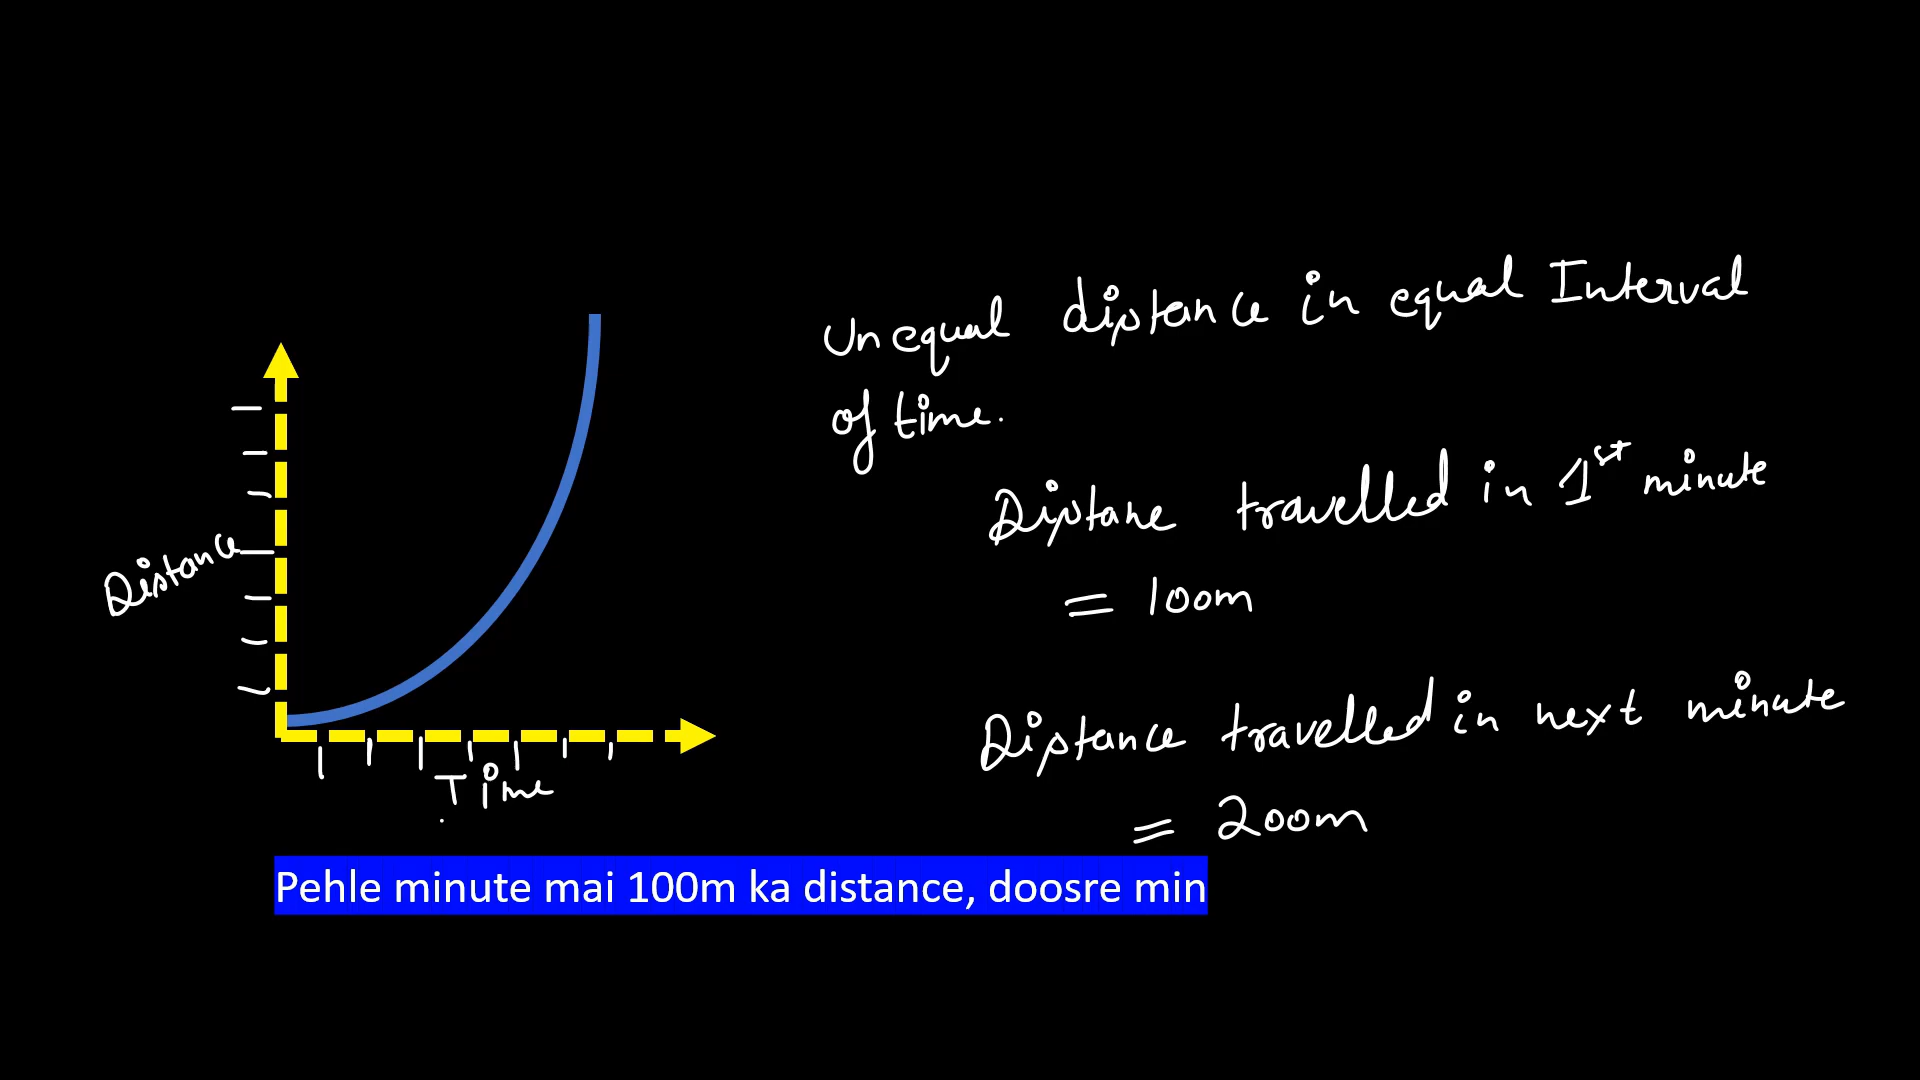 Unequal distance in equal Interval
of time.
Distane travelled in 1st minute
= 100m
Distance
Distance travelled in next minute
= 200m
Time
Pehle minute mai 100m ka distance, doosre min